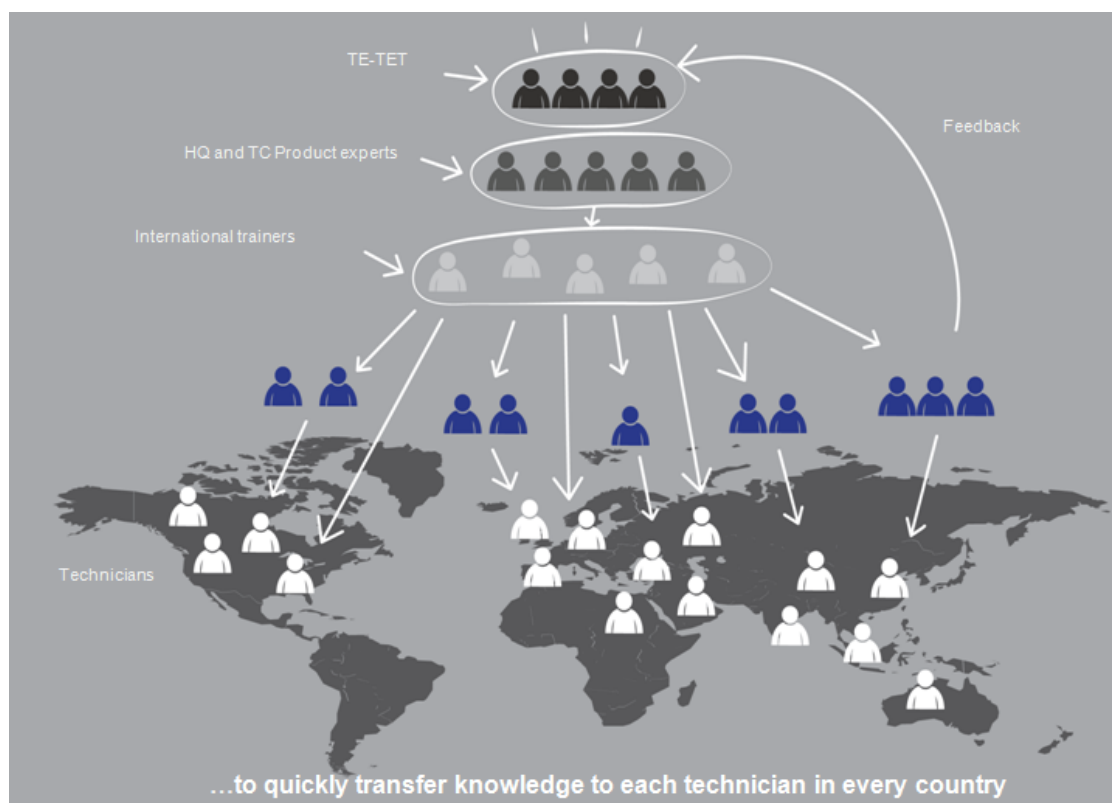 TE-TET
Feedback
HQ and TC Product experts
International trainers
Technicians
...to quickly transfer knowledge to each technician in every country